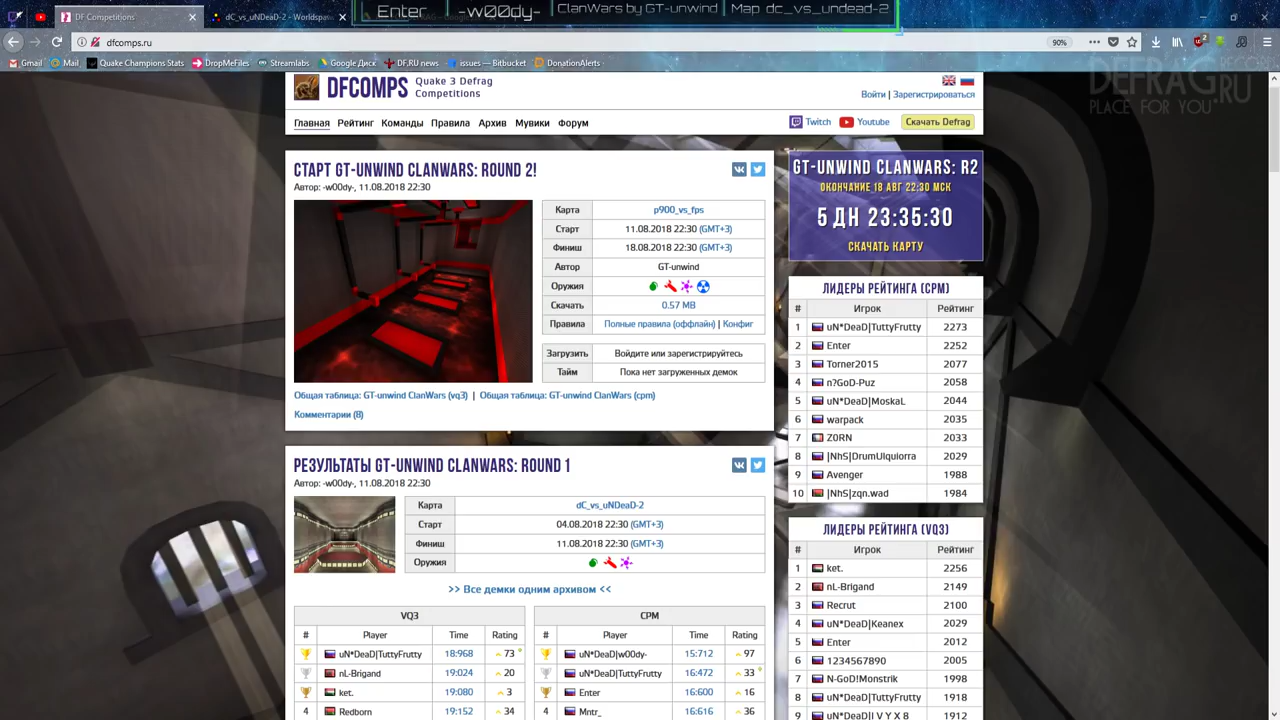 DF Competitions
dC_vs_uNDeaD-2 - Worldspaw
Enter -w00dy- ClanWars by GT-unwind Map dc_vs_undead-2
dfcomps.ru
90%
Gmail Mail Quake Champions Stats DropMeFiles Streamlabs Google Диск DF.RU news issues — Bitbucket DonationAlerts
DEFRAG.RU
PLACE FOR YOU
DFCOMPS Quake 3 Defrag
Competitions
Войти | Зарегистрироваться
Главная Рейтинг Команды Правила Архив Мувики Форум
Twitch Youtube Скачать Defrag
СТАРТ GT-UNWIND CLANWARS: ROUND 2!
Автор: -w00dy-, 11.08.2018 22:30
Карта p900_vs_fps
Старт 11.08.2018 22:30 (GMT+3)
Финиш 18.08.2018 22:30 (GMT+3)
Автор GT-unwind
Оружия
Скачать 0.57 MB
Правила Полные правила (оффлайн) | Конфиг
Загрузить Войдите или зарегистрируйтесь
Тайм Пока нет загруженных демок
Общая таблица: GT-unwind ClanWars (vq3) | Общая таблица: GT-unwind ClanWars (cpm)
Комментарии (8)
РЕЗУЛЬТАТЫ GT-UNWIND CLANWARS: ROUND 1
Автор: -w00dy-, 11.08.2018 22:30
Карта dC_vs_uNDeaD-2
Старт 04.08.2018 22:30 (GMT+3)
Финиш 11.08.2018 22:30 (GMT+3)
Оружия
>> Все демки одним архивом <<
VQ3
# Player Time Rating
uN*DeaD|TuttyFrutty 18:968 73
nL-Brigand 19:024 20
ket. 19:080 3
4 Redborn 19:152 34
CPM
# Player Time Rating
uN*DeaD|w00dy- 15:712 97
uN*DeaD|TuttyFrutty 16:472 33
Enter 16:600 16
4 Mntr_ 16:616 36
GT-UNWIND CLANWARS: R2
ОКОНЧАНИЕ 18 АВГ 22:30 МСК
5 ДН 23:35:30
СКАЧАТЬ КАРТУ
ЛИДЕРЫ РЕЙТИНГА (CPM)
# Игрок Рейтинг
1 uN*DeaD|TuttyFrutty 2273
2 Enter 2252
3 Torner2015 2077
4 n?GoD-Puz 2058
5 uN*DeaD|MoskaL 2044
6 warpack 2035
7 Z0RN 2033
8 |NhS|DrumUlquiorra 2029
9 Avenger 1988
10 |NhS|zqn.wad 1984
ЛИДЕРЫ РЕЙТИНГА (VQ3)
# Игрок Рейтинг
1 ket. 2256
2 nL-Brigand 2149
3 Recrut 2100
4 uN*DeaD|Keanex 2029
5 Enter 2012
6 1234567890 2005
7 N-GoD!Monstrik 1998
8 uN*DeaD|TuttyFrutty 1918
9 uN*DeaD|I V Y X 8 1912